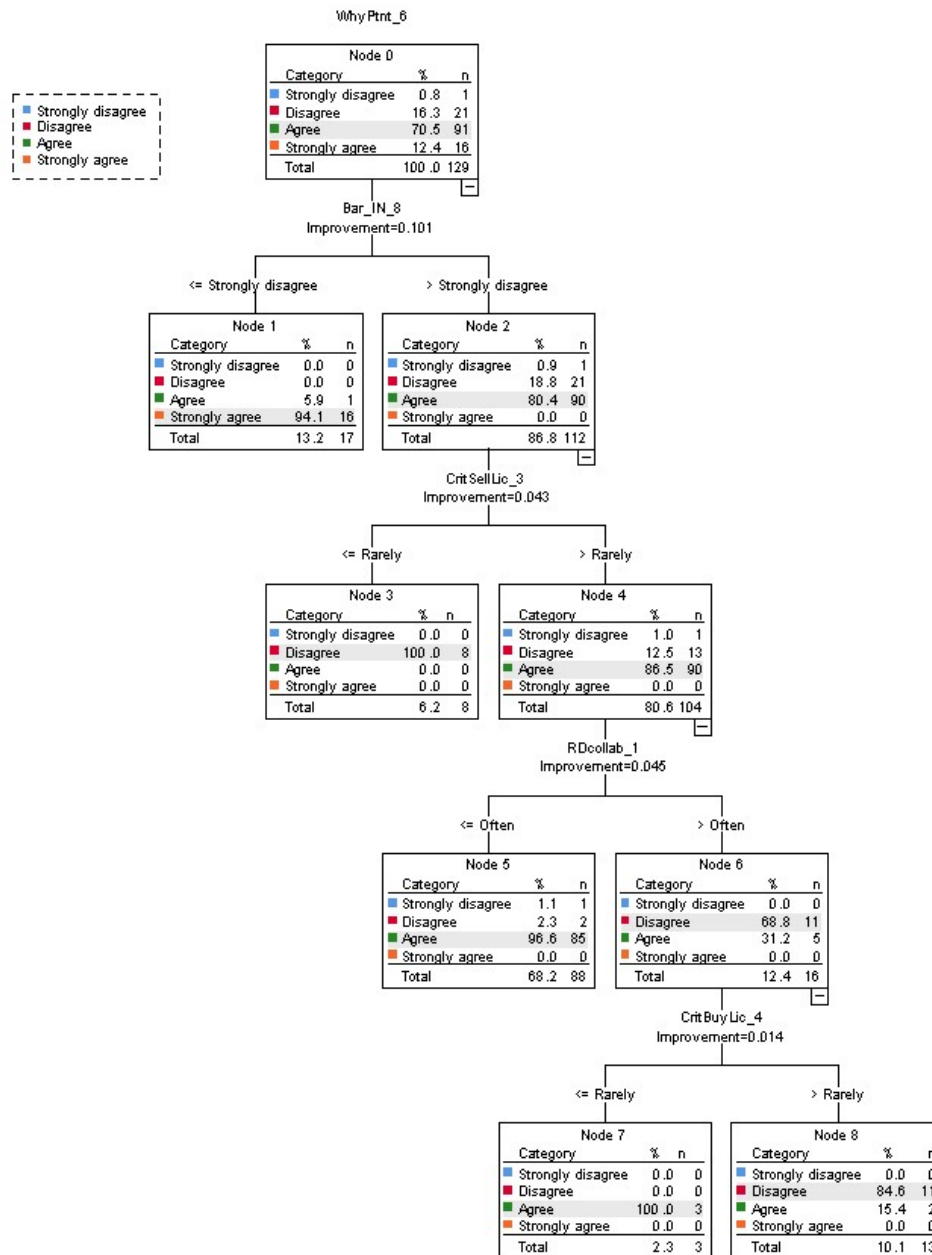 WhyPtnt_6
Strongly disagree
Disagree
Agree
Strongly agree
Node 0
Category % n
Strongly disagree 0.8 1
Disagree 16.3 21
Agree 70.5 91
Strongly agree 12.4 16
Total 100.0 129
Bar_IN_8
Improvement=0.101
<= Strongly disagree
> Strongly disagree
Node 1
Category % n
Strongly disagree 0.0 0
Disagree 0.0 0
Agree 5.9 1
Strongly agree 94.1 16
Total 13.2 17
Node 2
Category % n
Strongly disagree 0.9 1
Disagree 18.8 21
Agree 80.4 90
Strongly agree 0.0 0
Total 86.8 112
CritSellLic_3
Improvement=0.043
<= Rarely
> Rarely
Node 3
Category % n
Strongly disagree 0.0 0
Disagree 100.0 8
Agree 0.0 0
Strongly agree 0.0 0
Total 6.2 8
Node 4
Category % n
Strongly disagree 1.0 1
Disagree 12.5 13
Agree 86.5 90
Strongly agree 0.0 0
Total 80.6 104
RDcollab_1
Improvement=0.045
<= Often
> Often
Node 5
Category % n
Strongly disagree 1.1 1
Disagree 2.3 2
Agree 96.6 85
Strongly agree 0.0 0
Total 68.2 88
Node 6
Category % n
Strongly disagree 0.0 0
Disagree 68.8 11
Agree 31.2 5
Strongly agree 0.0 0
Total 12.4 16
CritBuyLic_4
Improvement=0.014
<= Rarely
> Rarely
Node 7
Category % n
Strongly disagree 0.0 0
Disagree 0.0 0
Agree 100.0 3
Strongly agree 0.0 0
Total 2.3 3
Node 8
Category % n
Strongly disagree 0.0 0
Disagree 84.6 11
Agree 15.4 2
Strongly agree 0.0 0
Total 10.1 13